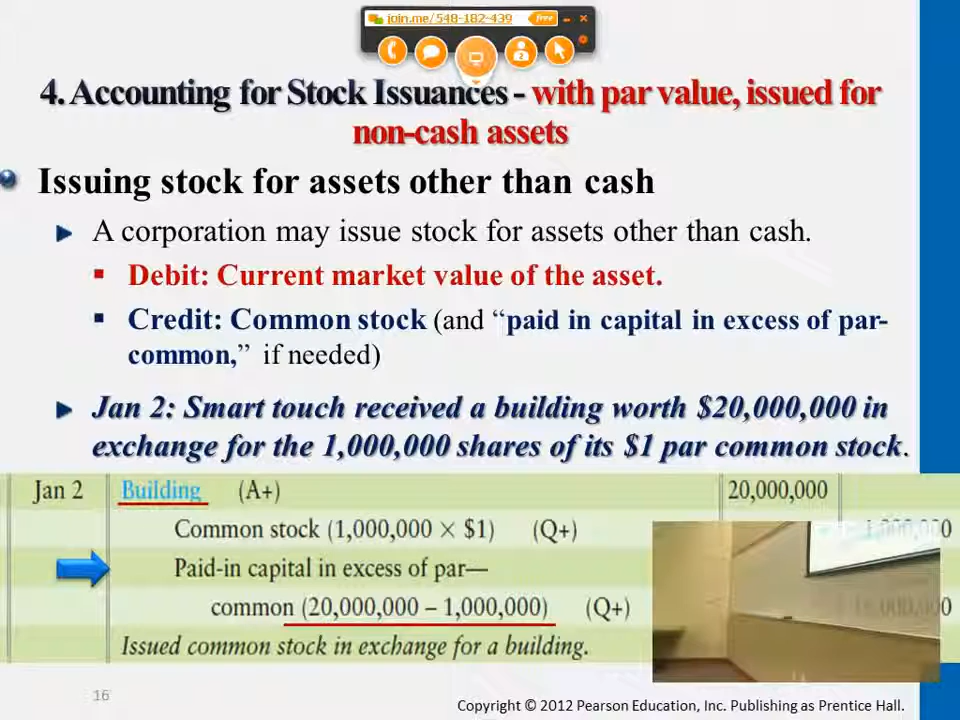 join.me/548-182-439 free
2
4. Accounting for Stock Issuances - with par value, issued for
non-cash assets
Issuing stock for assets other than cash
A corporation may issue stock for assets other than cash.
Debit: Current market value of the asset.
Credit: Common stock (and “paid in capital in excess of par-
common,” if needed)
Jan 2: Smart touch received a building worth $20,000,000 in
exchange for the 1,000,000 shares of its $1 par common stock.
Jan 2 Building (A+) 20,000,000
Common stock (1,000,000 × $1) (Q+) 1,000,000
Paid-in capital in excess of par—
common (20,000,000 – 1,000,000) (Q+)
Issued common stock in exchange for a building.
16
Copyright © 2012 Pearson Education, Inc. Publishing as Prentice Hall.